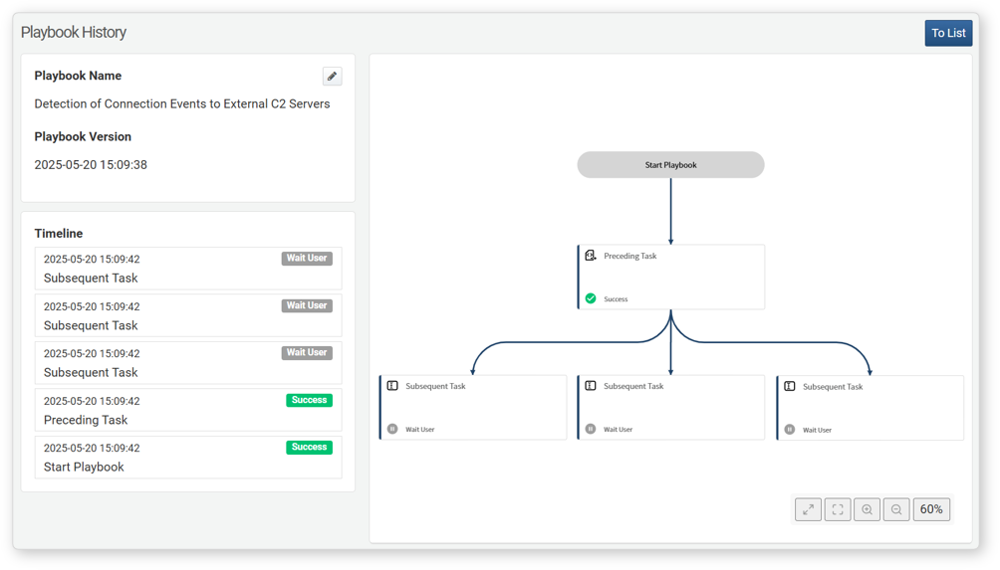 Playbook History
To List
Playbook Name
Detection of Connection Events to External C2 Servers
Playbook Version
2025-05-20 15:09:38
Timeline
2025-05-20 15:09:42 Wait User
Subsequent Task
2025-05-20 15:09:42 Wait User
Subsequent Task
2025-05-20 15:09:42 Wait User
Subsequent Task
2025-05-20 15:09:42 Success
Preceding Task
2025-05-20 15:09:42 Success
Start Playbook
Start Playbook
Preceding Task
Success
Subsequent Task
Wait User
Subsequent Task
Wait User
Subsequent Task
Wait User
60%